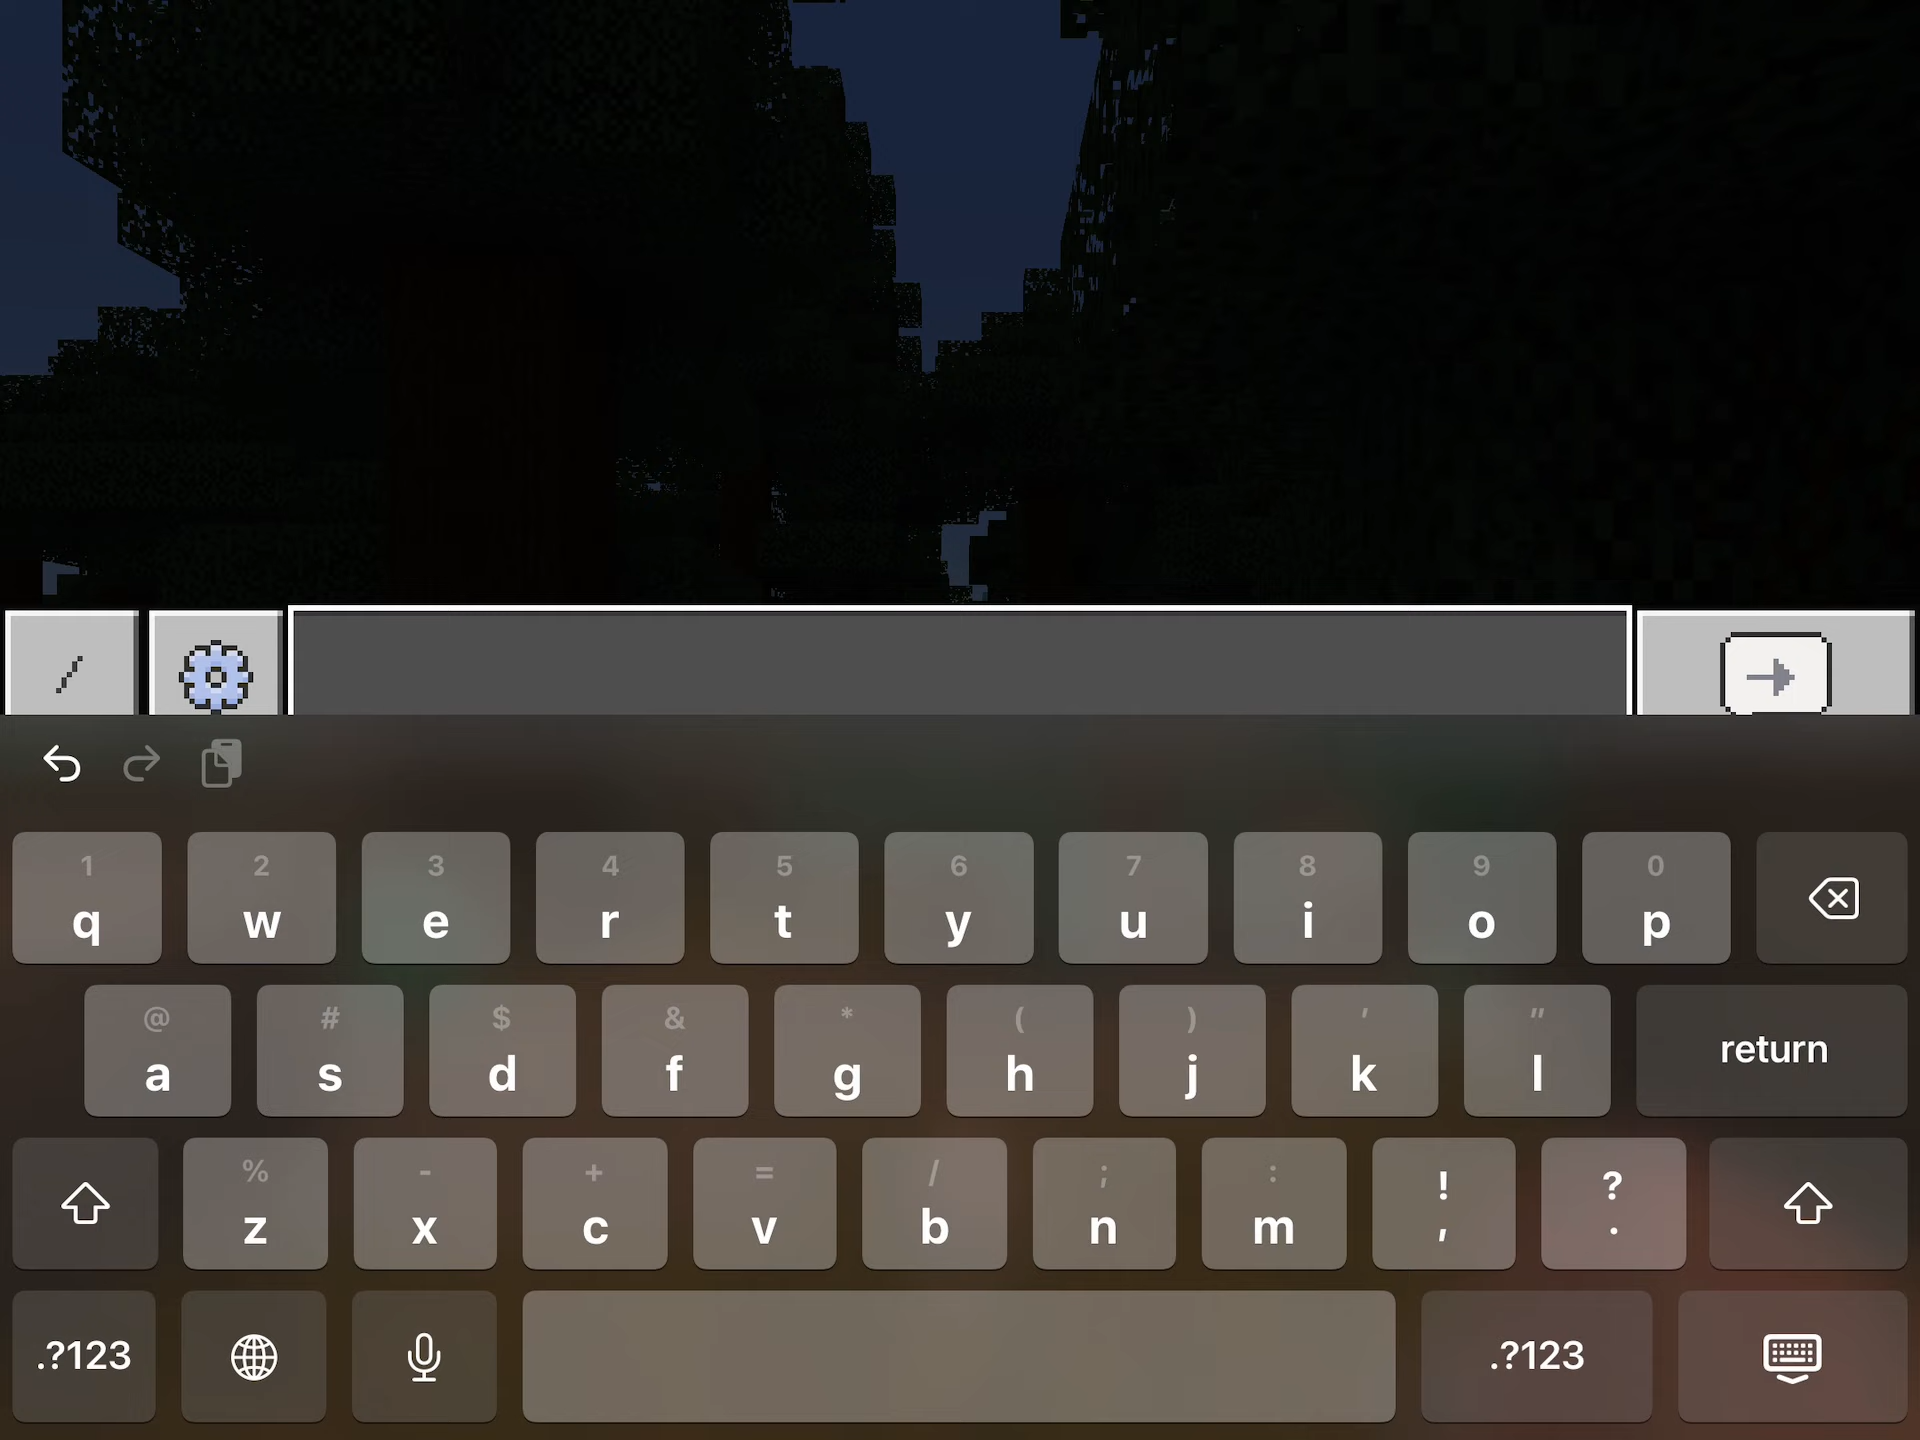 /
1 2 3 4 5 6 7 8 9 0
q w e r t y u i o p
@ # $ & * ( ) ' "
a s d f g h j k l return
% - + = / ; : ! ?
z x c v b n m , .
.?123 .?123